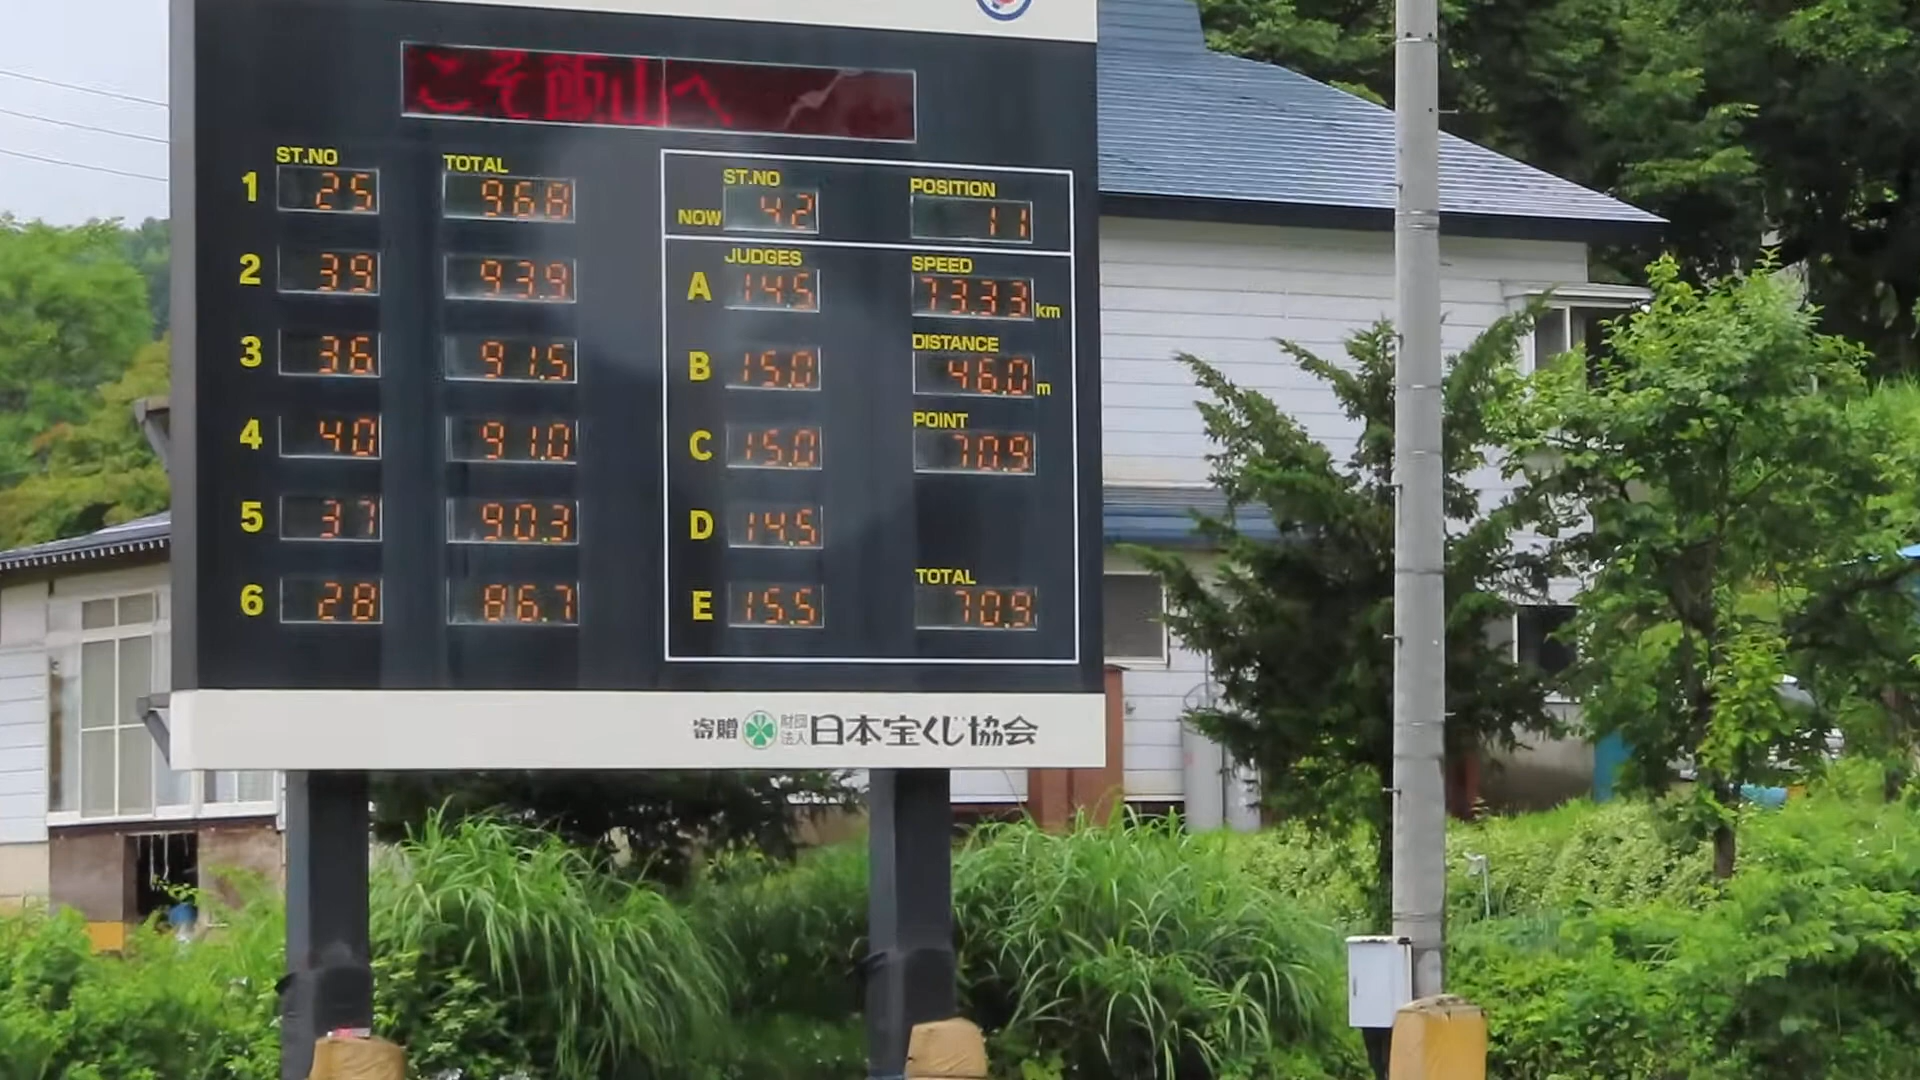 こそ飯山へ
ST.NO TOTAL
1 25 96.8
2 39 93.9
3 36 91.5
4 40 91.0
5 37 90.3
6 28 86.7
ST.NO POSITION
NOW 42 11
JUDGES SPEED
A 14.5 73.33 km
DISTANCE
B 15.0 46.0 m
POINT
C 15.0 70.9
D 14.5
TOTAL
E 15.5 70.9
寄贈 財団法人 日本宝くじ協会